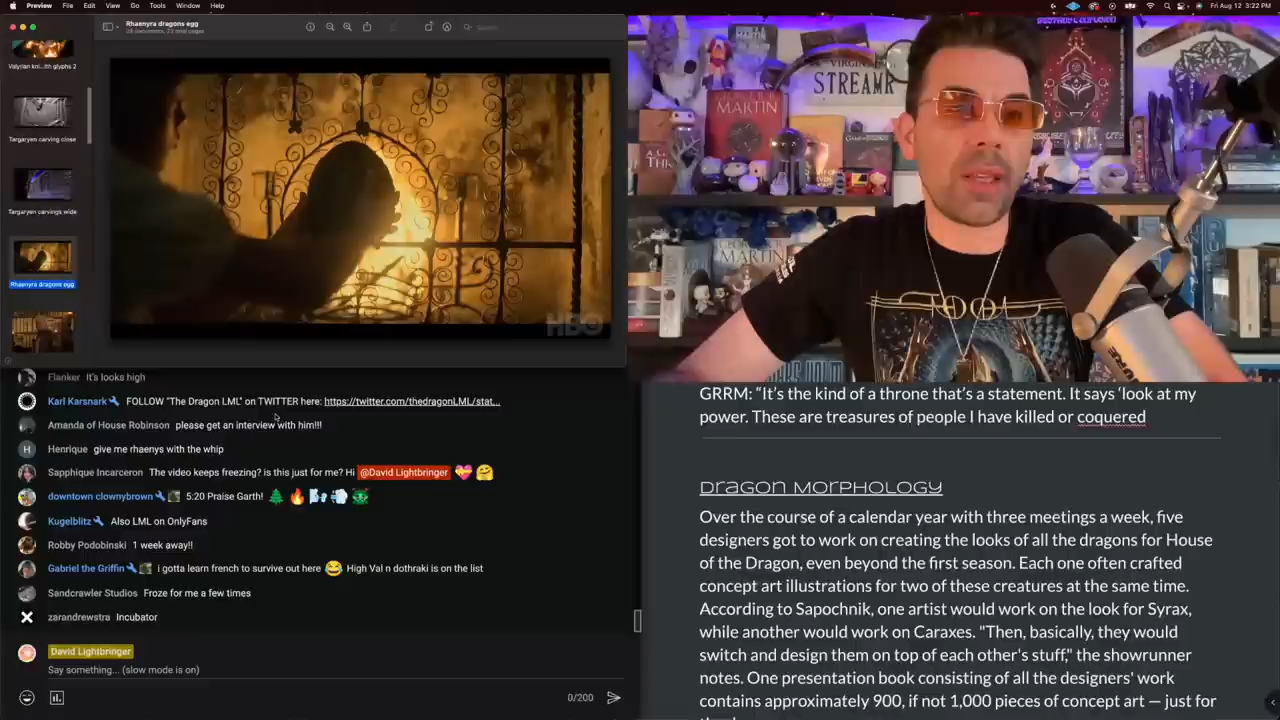 Preview File Edit View Go Tools Window Help
Fri Aug 12 3:22 PM
Rhaenyra dragons egg
Search
Valyrian kni...ith glyphs 2
Targaryen carving close
Targaryen carvings wide
Rhaenyra dragons egg
HBO
VIRGIN
STREAMR
MARTIN
TOOL
Flanker It's looks high
Karl Karsnark FOLLOW "The Dragon LML" on TWITTER here: https://twitter.com/thedragonLML/stat...
Amanda of House Robinson please get an interview with him!!!
Henrique give me rhaenys with the whip
Sapphique Incarceron The video keeps freezing? is this just for me? Hi @David Lightbringer 💝 🤗
downtown clownybrown 5:20 Praise Garth! 🌲 🔥 🌬️ 💨 🐲
Kugelblitz Also LML on OnlyFans
Robby Podobinski 1 week away!!
Gabriel the Griffin i gotta learn french to survive out here 😂 High Val n dothraki is on the list
Sandcrawler Studios Froze for me a few times
zarandrewstra Incubator
David Lightbringer
Say something... (slow mode is on)
0/200
GRRM: “It's the kind of a throne that's a statement. It says ‘look at my
power. These are treasures of people I have killed or coquered
Dragon Morphology
Over the course of a calendar year with three meetings a week, five
designers got to work on creating the looks of all the dragons for House
of the Dragon, even beyond the first season. Each one often crafted
concept art illustrations for two of these creatures at the same time.
According to Sapochnik, one artist would work on the look for Syrax,
while another would work on Caraxes. "Then, basically, they would
switch and design them on top of each other's stuff," the showrunner
notes. One presentation book consisting of all the designers' work
contains approximately 900, if not 1,000 pieces of concept art — just for